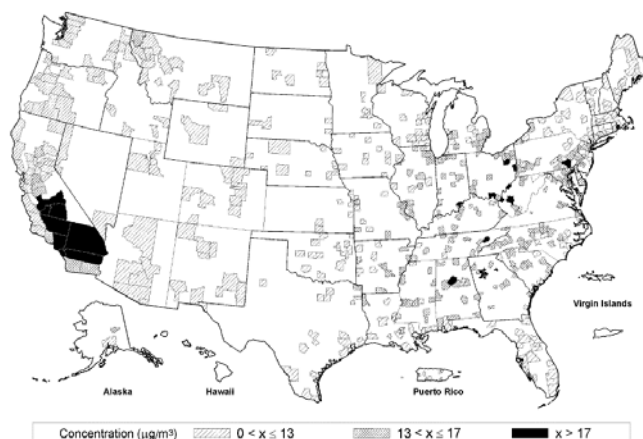 Virgin Islands
Alaska
Hawaii
Puerto Rico
Concentration (µg/m³) 0 < x ≤ 13 13 < x ≤ 17 x > 17